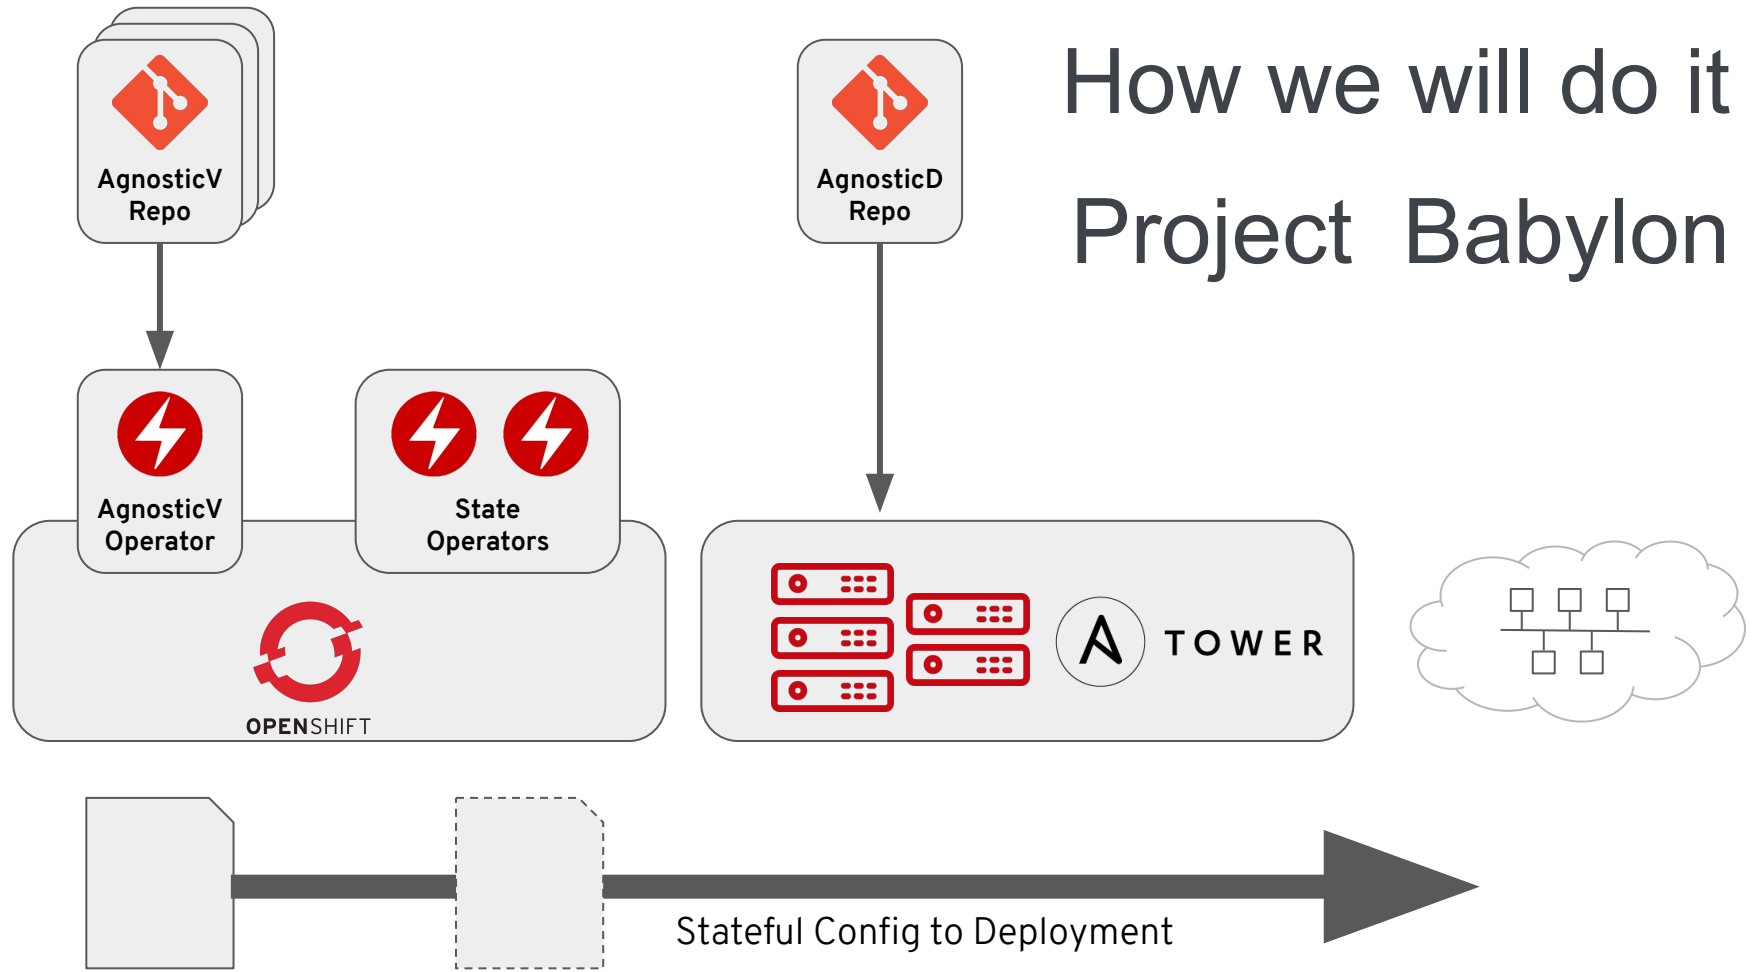 How we will do it
Project Babylon
AgnosticV
Repo
AgnosticD
Repo
AgnosticV
Operator
State
Operators
OPENSHIFT
TOWER
Stateful Config to Deployment